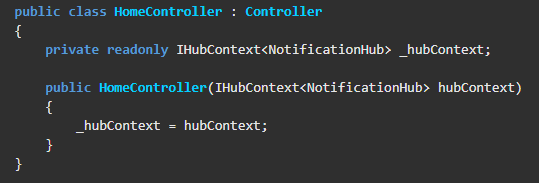 public class HomeController : Controller
{
    private readonly IHubContext<NotificationHub> _hubContext;

    public HomeController(IHubContext<NotificationHub> hubContext)
    {
        _hubContext = hubContext;
    }
}